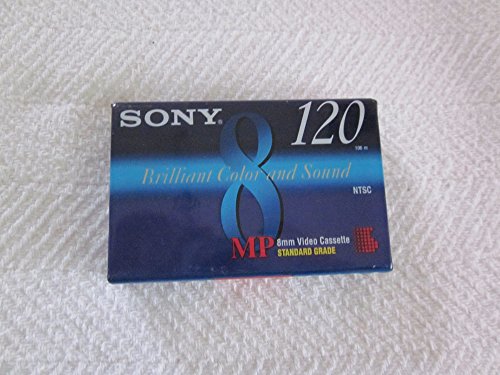 SONY® 120
106 m
8
Brilliant Color and Sound
NTSC
MP 8mm Video Cassette
STANDARD GRADE